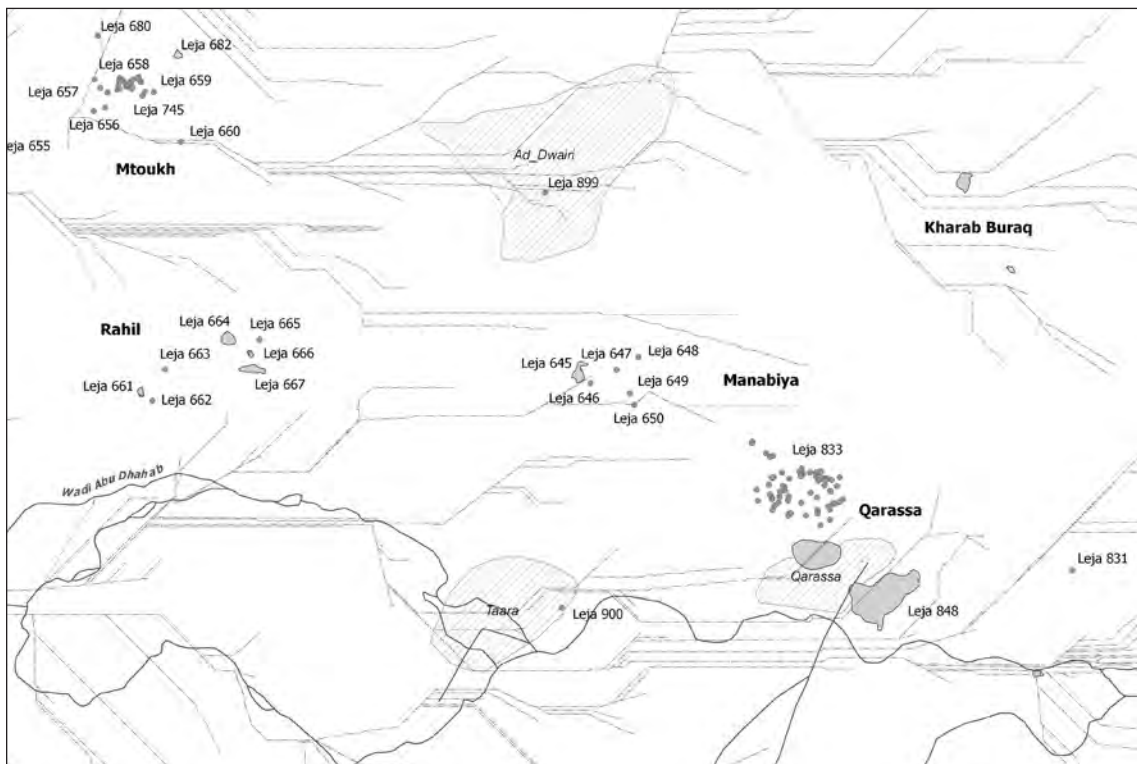 Leja 680
Leja 682
Leja 658
Leja 657
Leja 659
Leja 745
Leja 656
Leja 660
eja 655
Mtoukh
Ad_Dwairi
Leja 899
Kharab Buraq
Rahil
Leja 664
Leja 665
Leja 663
Leja 666
Leja 661
Leja 667
Leja 662
Leja 645
Leja 647
Leja 648
Manabiya
Leja 649
Leja 646
Leja 650
Leja 833
Wadi Abu Dhahab
Qarassa
Leja 831
Qarassa
Taara
Leja 900
Leja 848